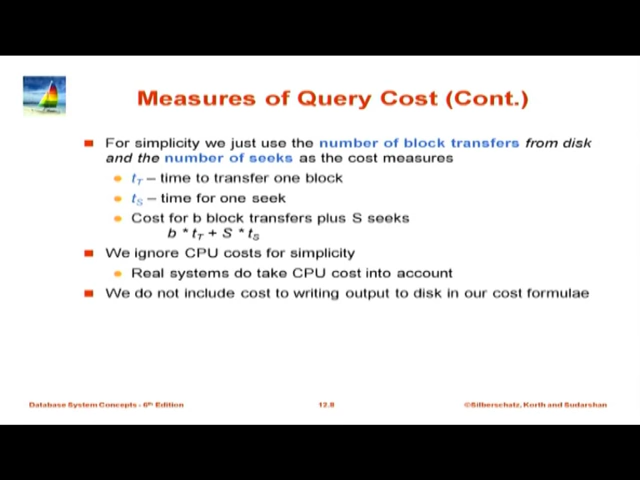 Measures of Query Cost (Cont.)
For simplicity we just use the number of block transfers from disk
and the number of seeks as the cost measures
tT – time to transfer one block
tS – time for one seek
Cost for b block transfers plus S seeks
b * tT + S * tS
We ignore CPU costs for simplicity
Real systems do take CPU cost into account
We do not include cost to writing output to disk in our cost formulae
Database System Concepts - 6th Edition
12.8
©Silberschatz, Korth and Sudarshan